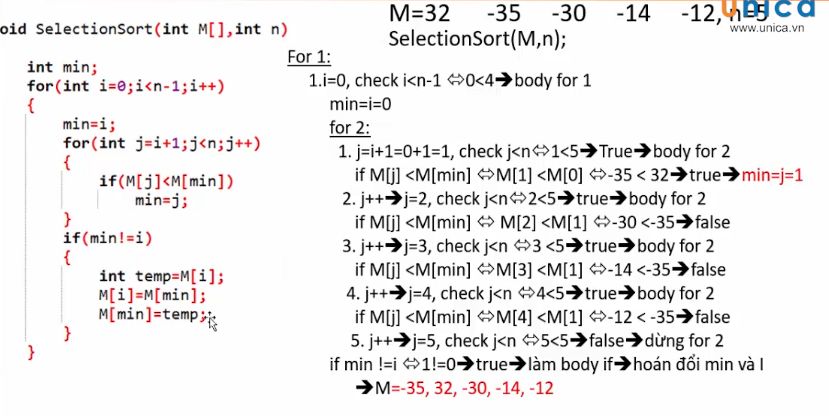 oid SelectionSort(int M[],int n)
int min;
for(int i=0;i<n-1;i++)
{
min=i;
for(int j=i+1;j<n;j++)
{
if(M[j]<M[min])
min=j;
}
if(min!=i)
{
int temp=M[i];
M[i]=M[min];
M[min]=temp;
}
}
M=32 -35 -30 -14 -12, n=5
unica
www.unica.vn
SelectionSort(M,n);
For 1:
1.i=0, check i<n-1 ⇔0<4➔body for 1
min=i=0
for 2:
1. j=i+1=0+1=1, check j<n⇔1<5➔True➔body for 2
if M[j] <M[min] ⇔M[1] <M[0] ⇔-35 < 32➔true➔min=j=1
2. j++➔j=2, check j<n⇔2<5➔true➔body for 2
if M[j] <M[min] ⇔ M[2] <M[1] ⇔-30 <-35➔false
3. j++➔j=3, check j<n ⇔3 <5➔true➔body for 2
if M[j] <M[min] ⇔M[3] <M[1] ⇔-14 <-35➔false
4. j++➔j=4, check j<n ⇔4<5➔true➔body for 2
if M[j] <M[min] ⇔M[4] <M[1] ⇔-12 < -35➔false
5. j++➔j=5, check j<n ⇔5<5➔false➔dừng for 2
if min !=i ⇔1!=0➔true➔làm body if➔hoán đổi min và I
➔M=-35, 32, -30, -14, -12